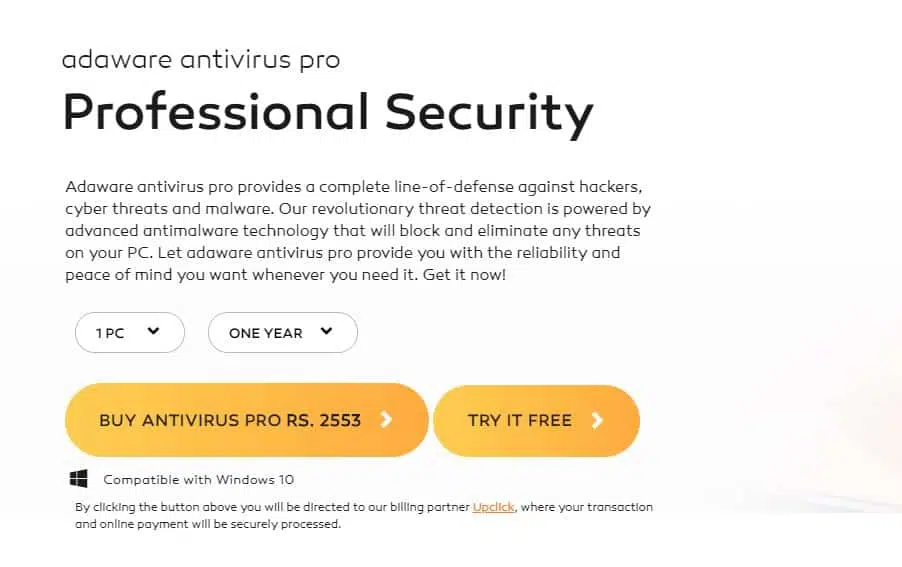 adaware antivirus pro
Professional Security
Adaware antivirus pro provides a complete line-of-defense against hackers,
cyber threats and malware. Our revolutionary threat detection is powered by
advanced antimalware technology that will block and eliminate any threats
on your PC. Let adaware antivirus pro provide you with the reliability and
peace of mind you want whenever you need it. Get it now!
1 PC
ONE YEAR
BUY ANTIVIRUS PRO RS. 2553
TRY IT FREE
Compatible with Windows 10
By clicking the button above you will be directed to our billing partner Upclick, where your transaction
and online payment will be securely processed.